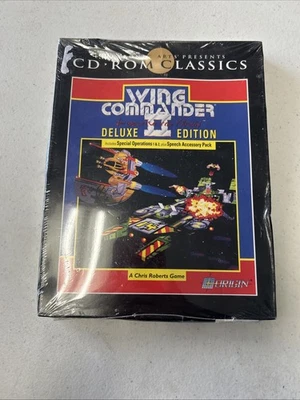 PRESENTS
CD·ROM CLASSICS
WING
COMMANDER
II
DELUXE EDITION
Includes Special Operations 1 & 2, plus Speech Accessory Pack
A Chris Roberts Game
ORIGIN